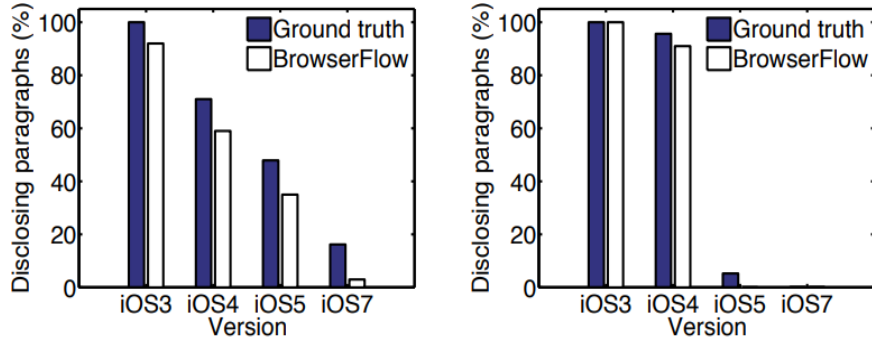 100
80
60
40
20
0
Disclosing paragraphs (%)
Ground truth
BrowserFlow
iOS3 iOS4 iOS5 iOS7
Version
100
80
60
40
20
0
Disclosing paragraphs (%)
Ground truth
BrowserFlow
iOS3 iOS4 iOS5 iOS7
Version